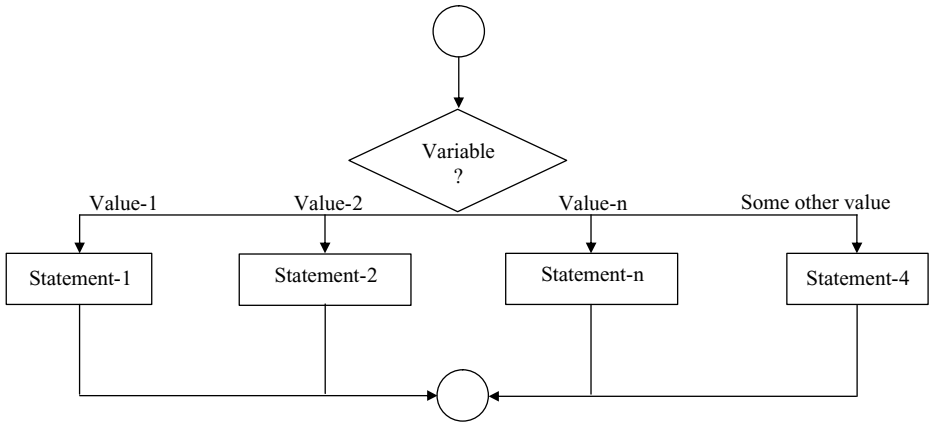 Variable
?
Value-1
Value-2
Value-n
Some other value
Statement-1
Statement-2
Statement-n
Statement-4